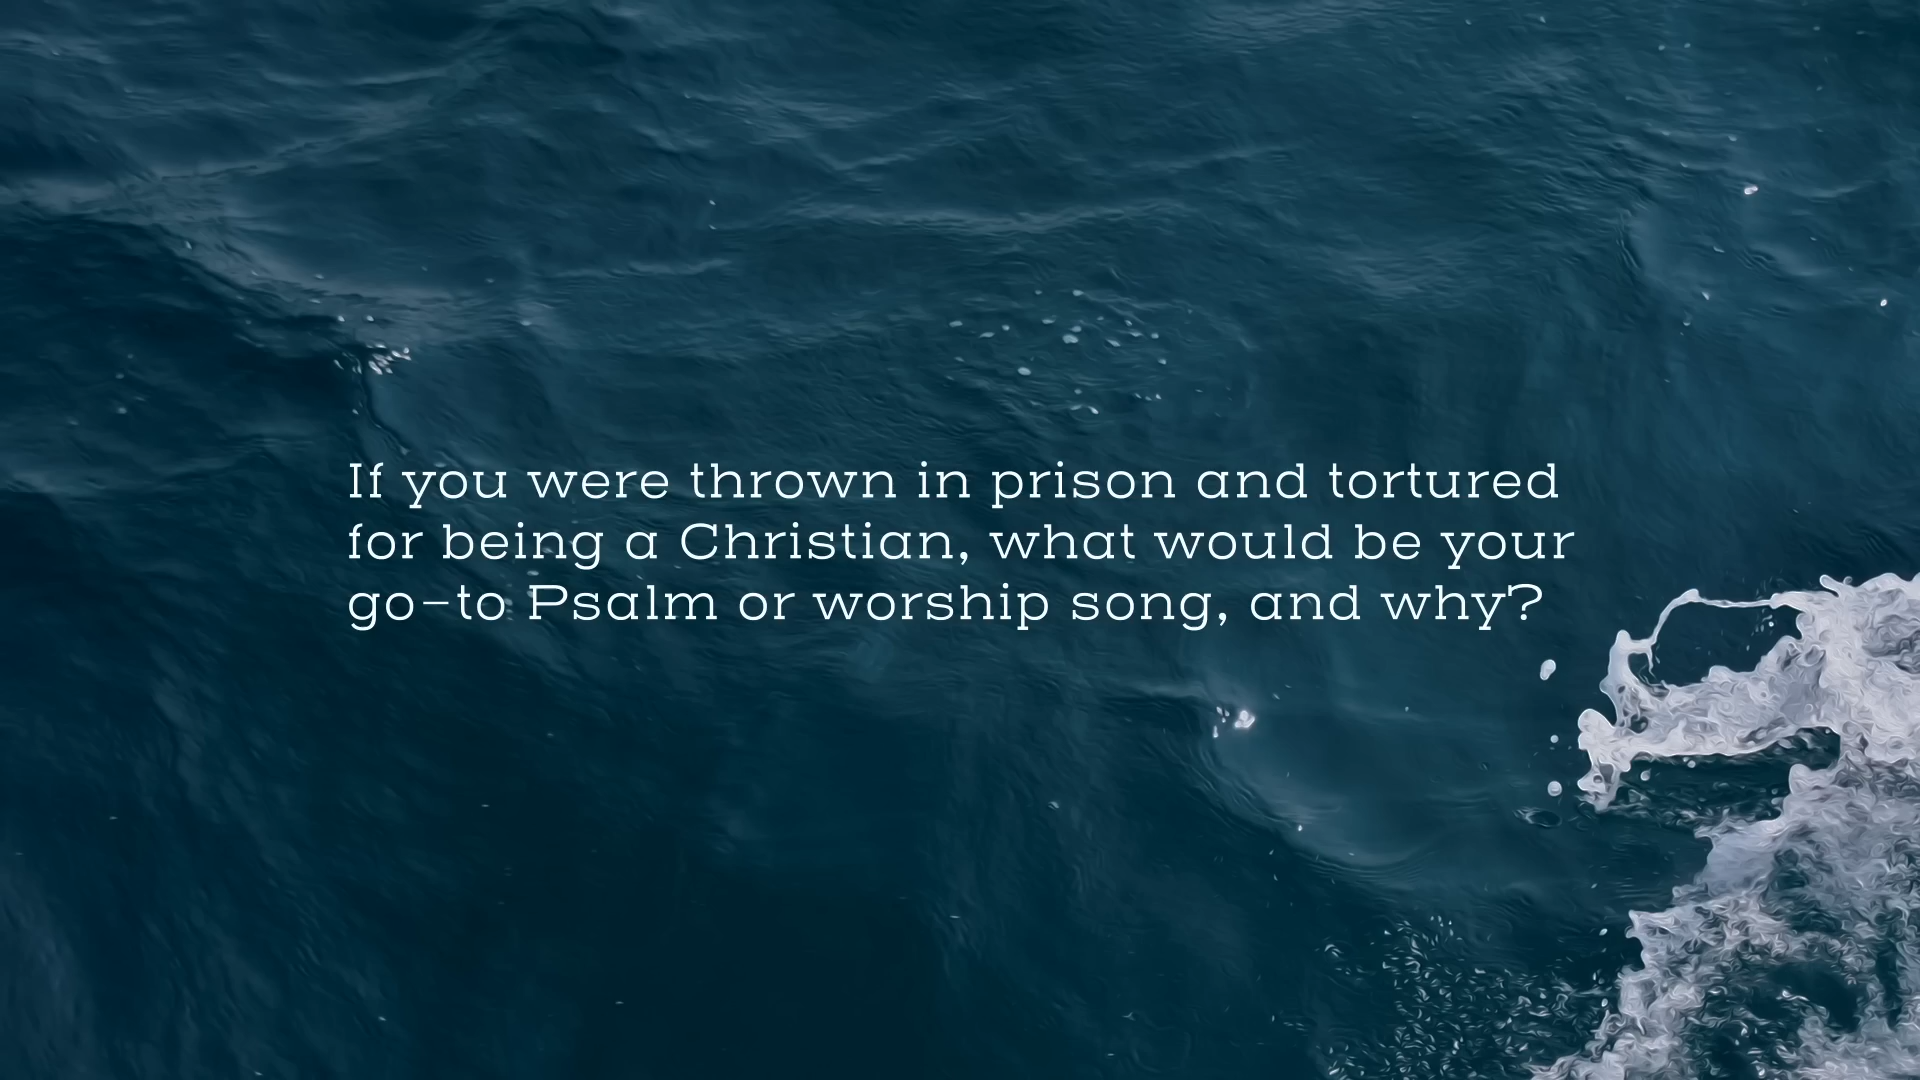 If you were thrown in prison and tortured
for being a Christian, what would be your
go-to Psalm or worship song, and why?